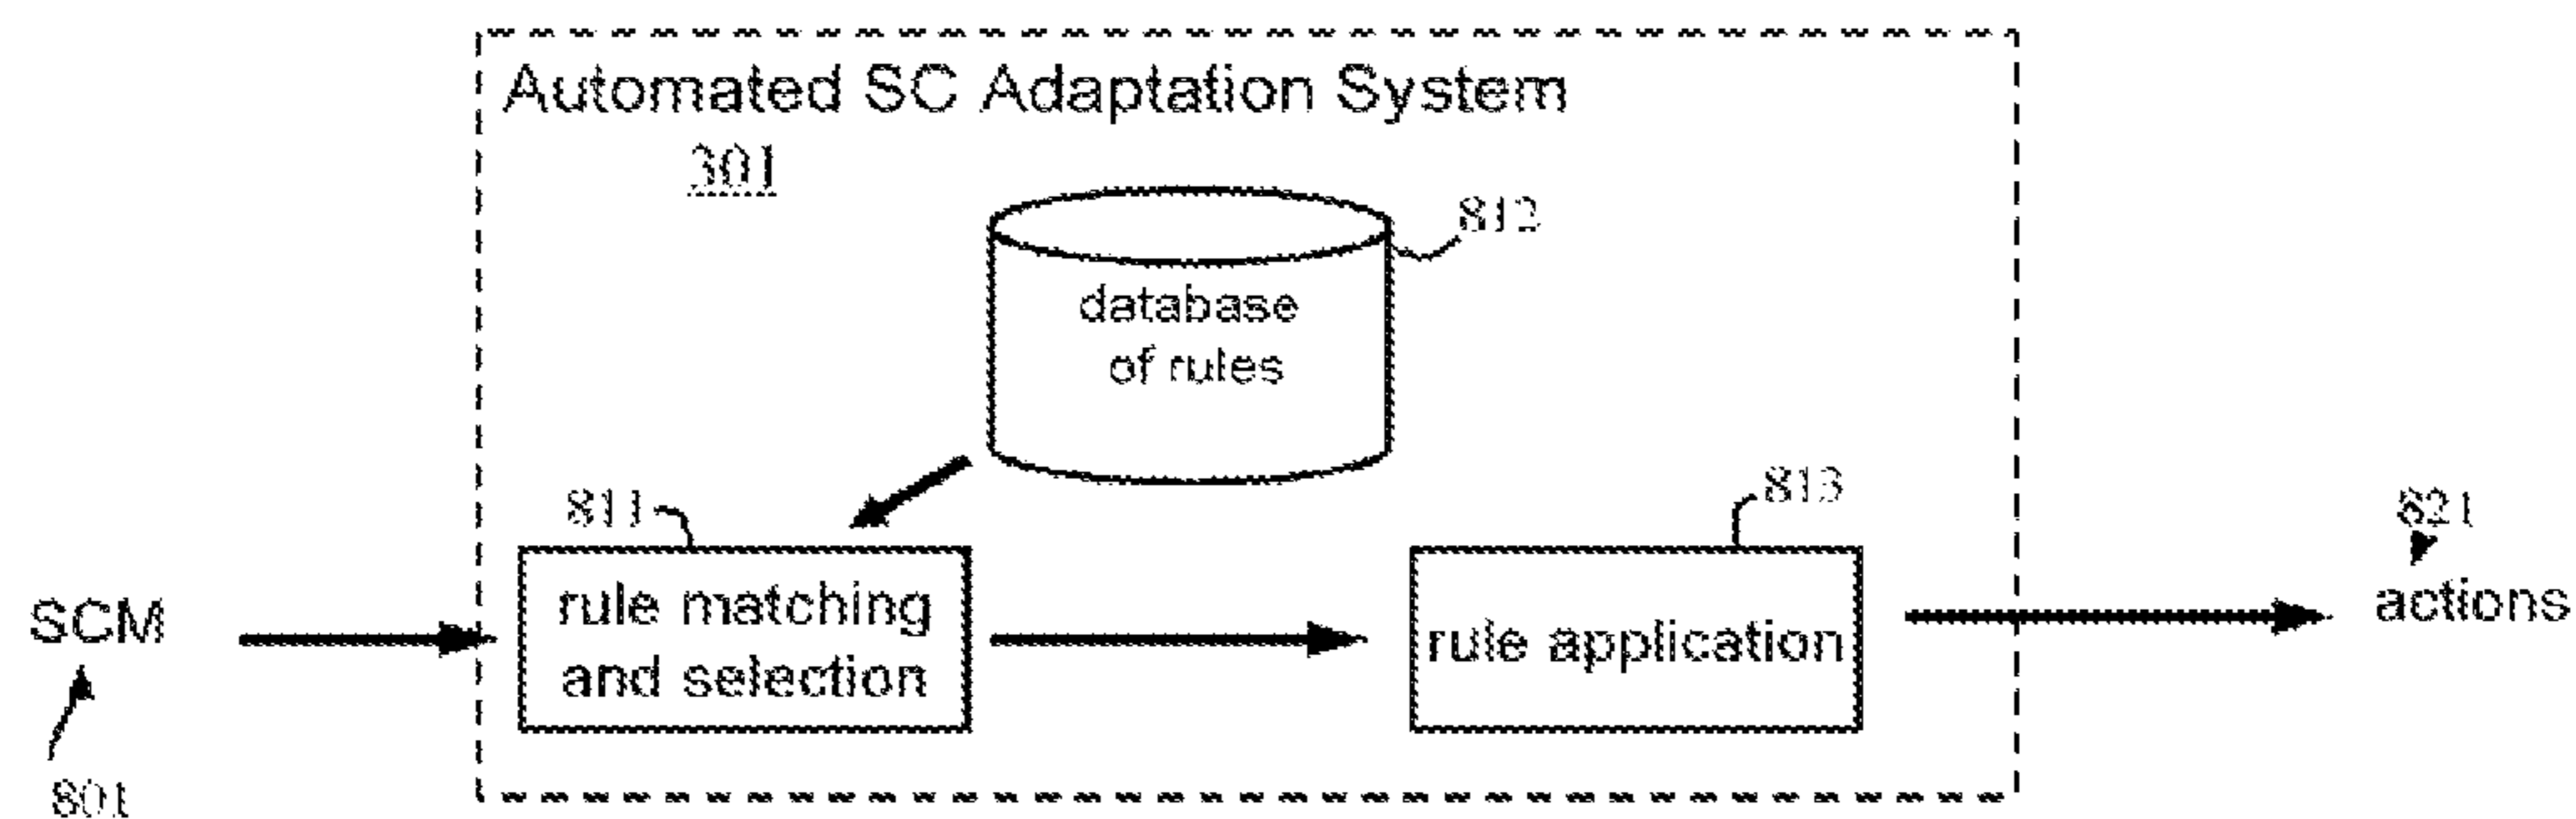 Automated SC Adaptation System
301
812
database
of rules
811
813
821
SCM
rule matching
and selection
rule application
actions
801